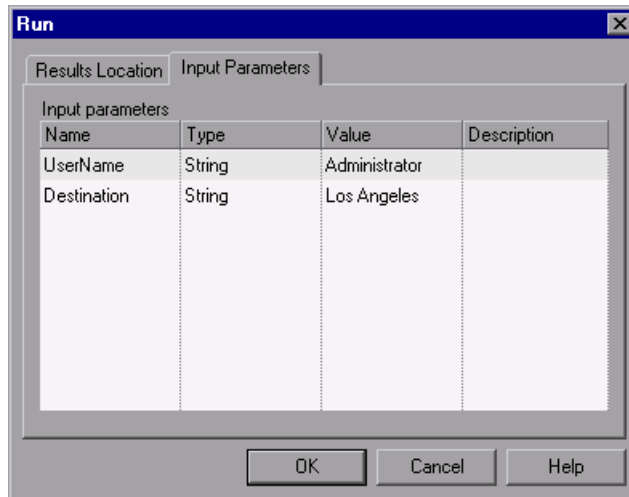 Run
Results Location Input Parameters
Input parameters
Name Type Value Description
UserName String Administrator
Destination String Los Angeles
OK Cancel Help